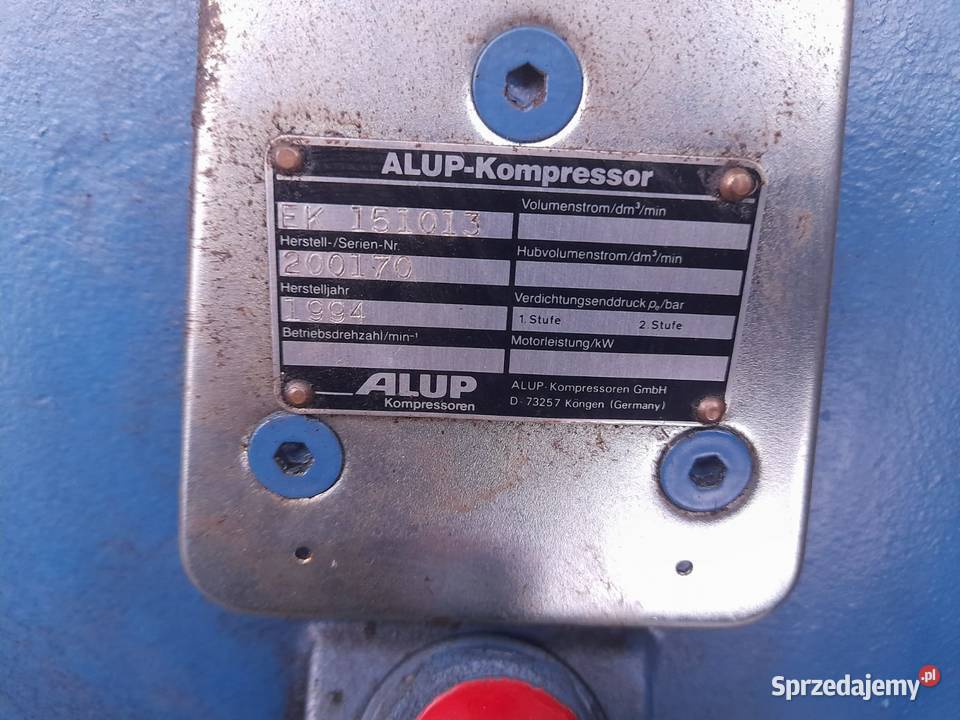 ALUP-Kompressor
EK 151013
Herstell-/Serien-Nr.
200170
Herstelljahr
1994
Betriebsdrehzahl/min⁻¹
Volumenstrom/dm³/min
Hubvolumenstrom/dm³/min
Verdichtungsenddruck pₑ/bar
1. Stufe 2. Stufe
Motorleistung/kW
ALUP
Kompressoren
ALUP-Kompressoren GmbH
D-73257 Köngen (Germany)
Sprzedajemy.pl